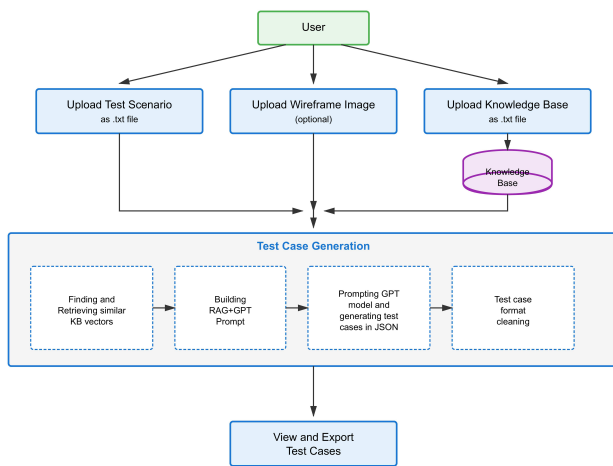 User
Upload Test Scenario
as .txt file
Upload Wireframe Image
(optional)
Upload Knowledge Base
as .txt file
Knowledge
Base
Test Case Generation
Finding and
Retrieving similar
KB vectors
Building
RAG+GPT
Prompt
Prompting GPT
model and
generating test
cases in JSON
Test case
format
cleaning
View and Export
Test Cases